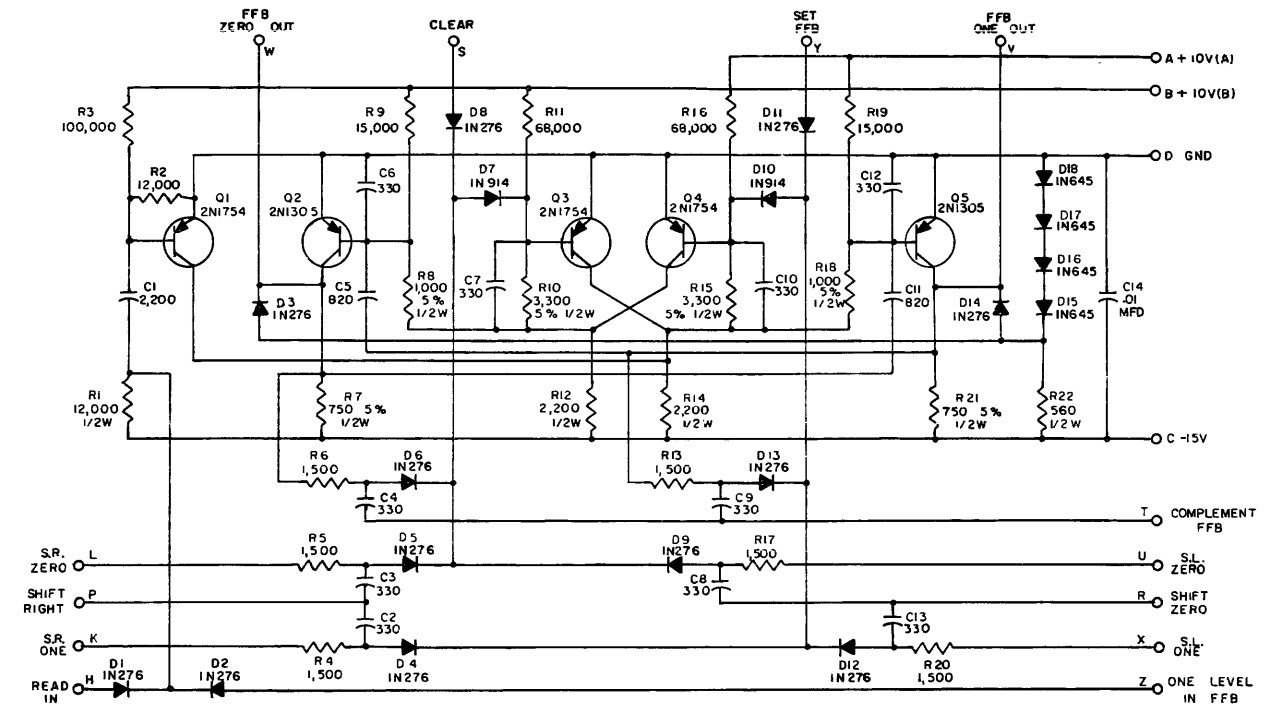 FFB
ZERO OUT
W
CLEAR
S
SET
FFB
Y
FFB
ONE OUT
V
A+10V(A)
B+10V(B)
R3
100,000
R9
15,000
D8
1N276
R11
68,000
R16
68,000
D11
1N276
R19
15,000
D GND
R2
12,000
Q1
2N1754
Q2
2N1305
C6
330
D7
1N914
Q3
2N1754
Q4
2N1754
D10
1N914
C12
330
Q5
2N1305
D18
1N645
D17
1N645
D16
1N645
D15
1N645
C1
2,200
D3
1N276
C5
820
R8
1,000
5%
1/2W
C7
330
R10
3,300
5% 1/2W
R15
3,300
5% 1/2W
C10
330
R18
1,000
5%
1/2W
C11
820
D14
1N276
C14
.01
MFD
R1
12,000
1/2W
R7
750 5%
1/2W
R12
2,200
1/2W
R14
2,200
1/2W
R21
750 5%
1/2W
R22
560
1/2W
C -15V
R6
1,500
D6
1N276
C4
330
R13
1,500
D13
1N276
C9
330
T COMPLEMENT
FFB
S.R.
ZERO
L
R5
1,500
D5
1N276
C3
330
D9
1N276
R17
1,500
C8
330
U
S.L.
ZERO
SHIFT
RIGHT
P
C2
330
R
SHIFT
ZERO
C13
330
S.R.
ONE
K
R4
1,500
D4
1N276
D12
1N276
R20
1,500
X
S.L.
ONE
READ
IN
H
D1
1N276
D2
1N276
Z
ONE LEVEL
IN FFB